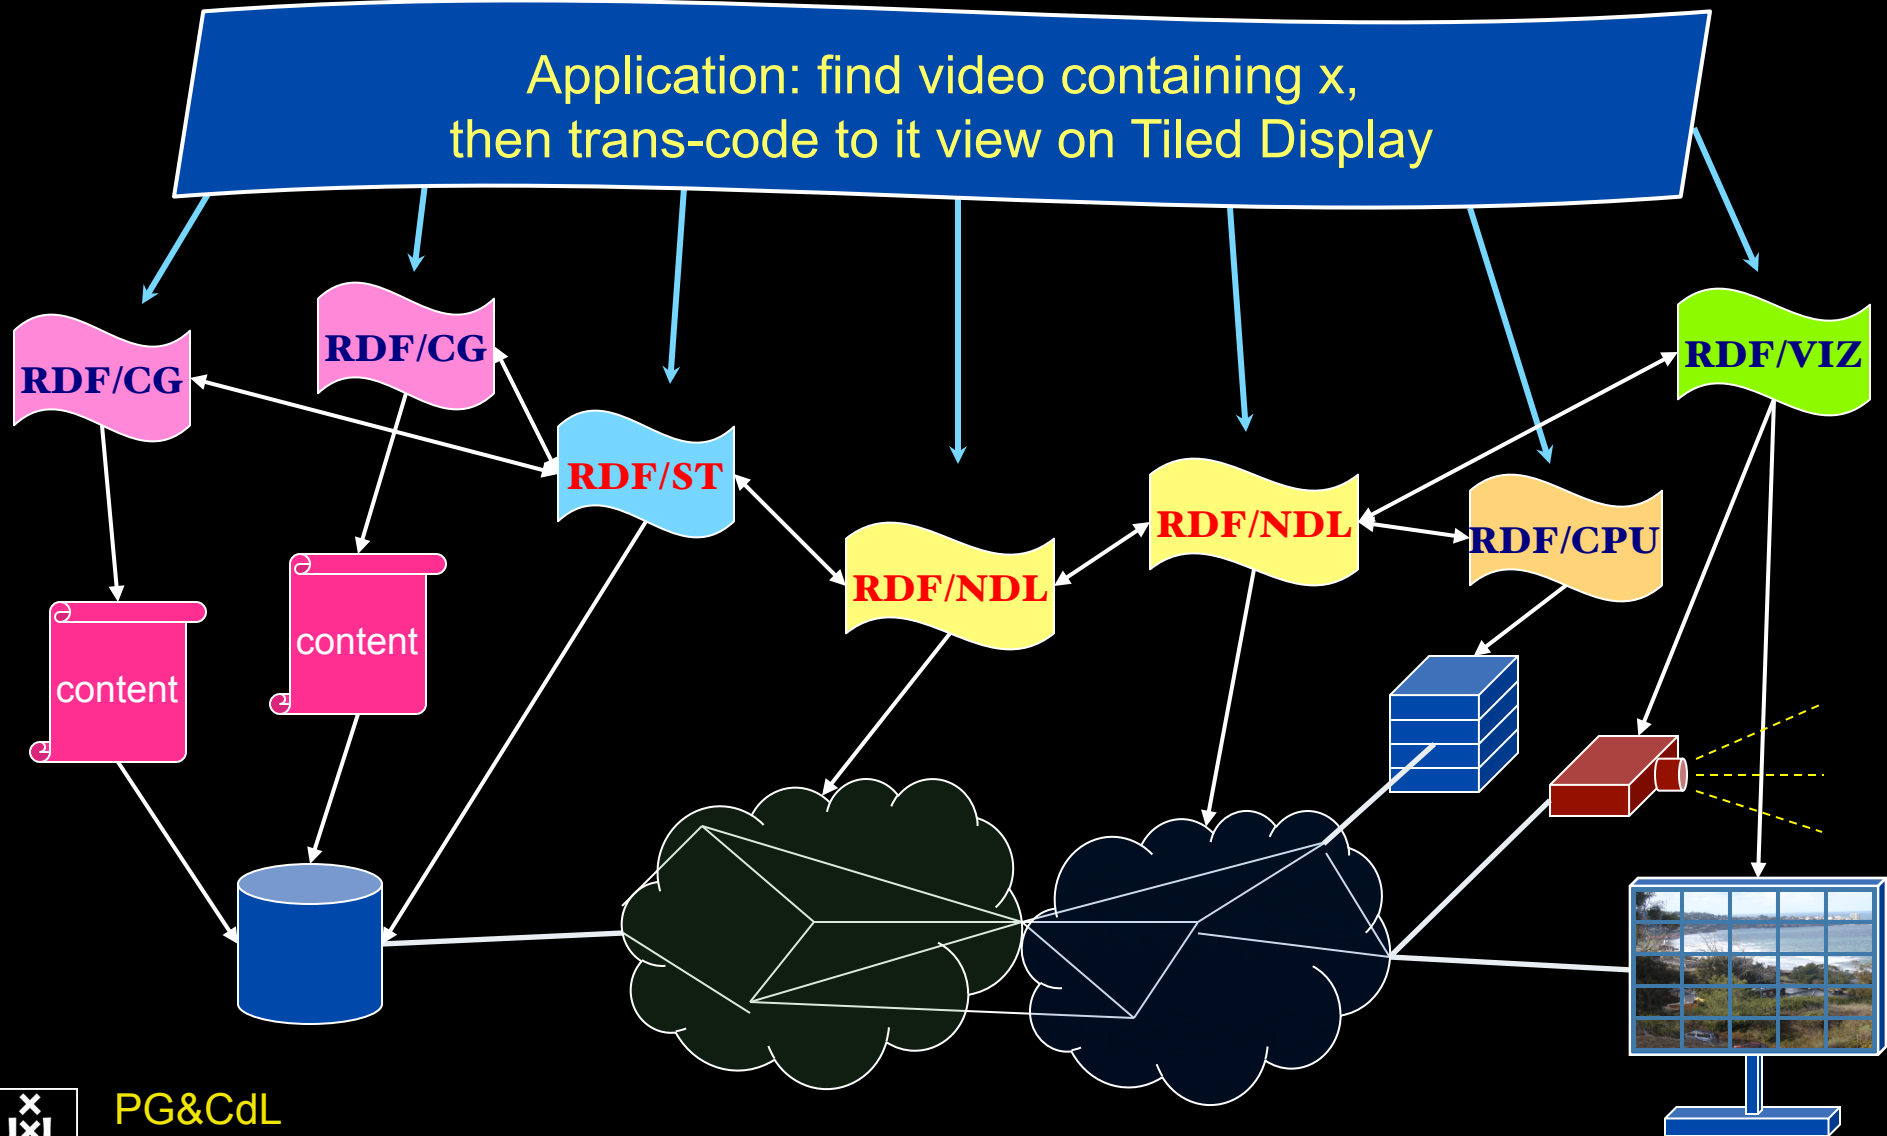 Application: find video containing x,
then trans-code to it view on Tiled Display
RDF/CG
RDF/CG
RDF/VIZ
RDF/ST
RDF/NDL
RDF/NDL
RDF/CPU
content
content
PG&CdL